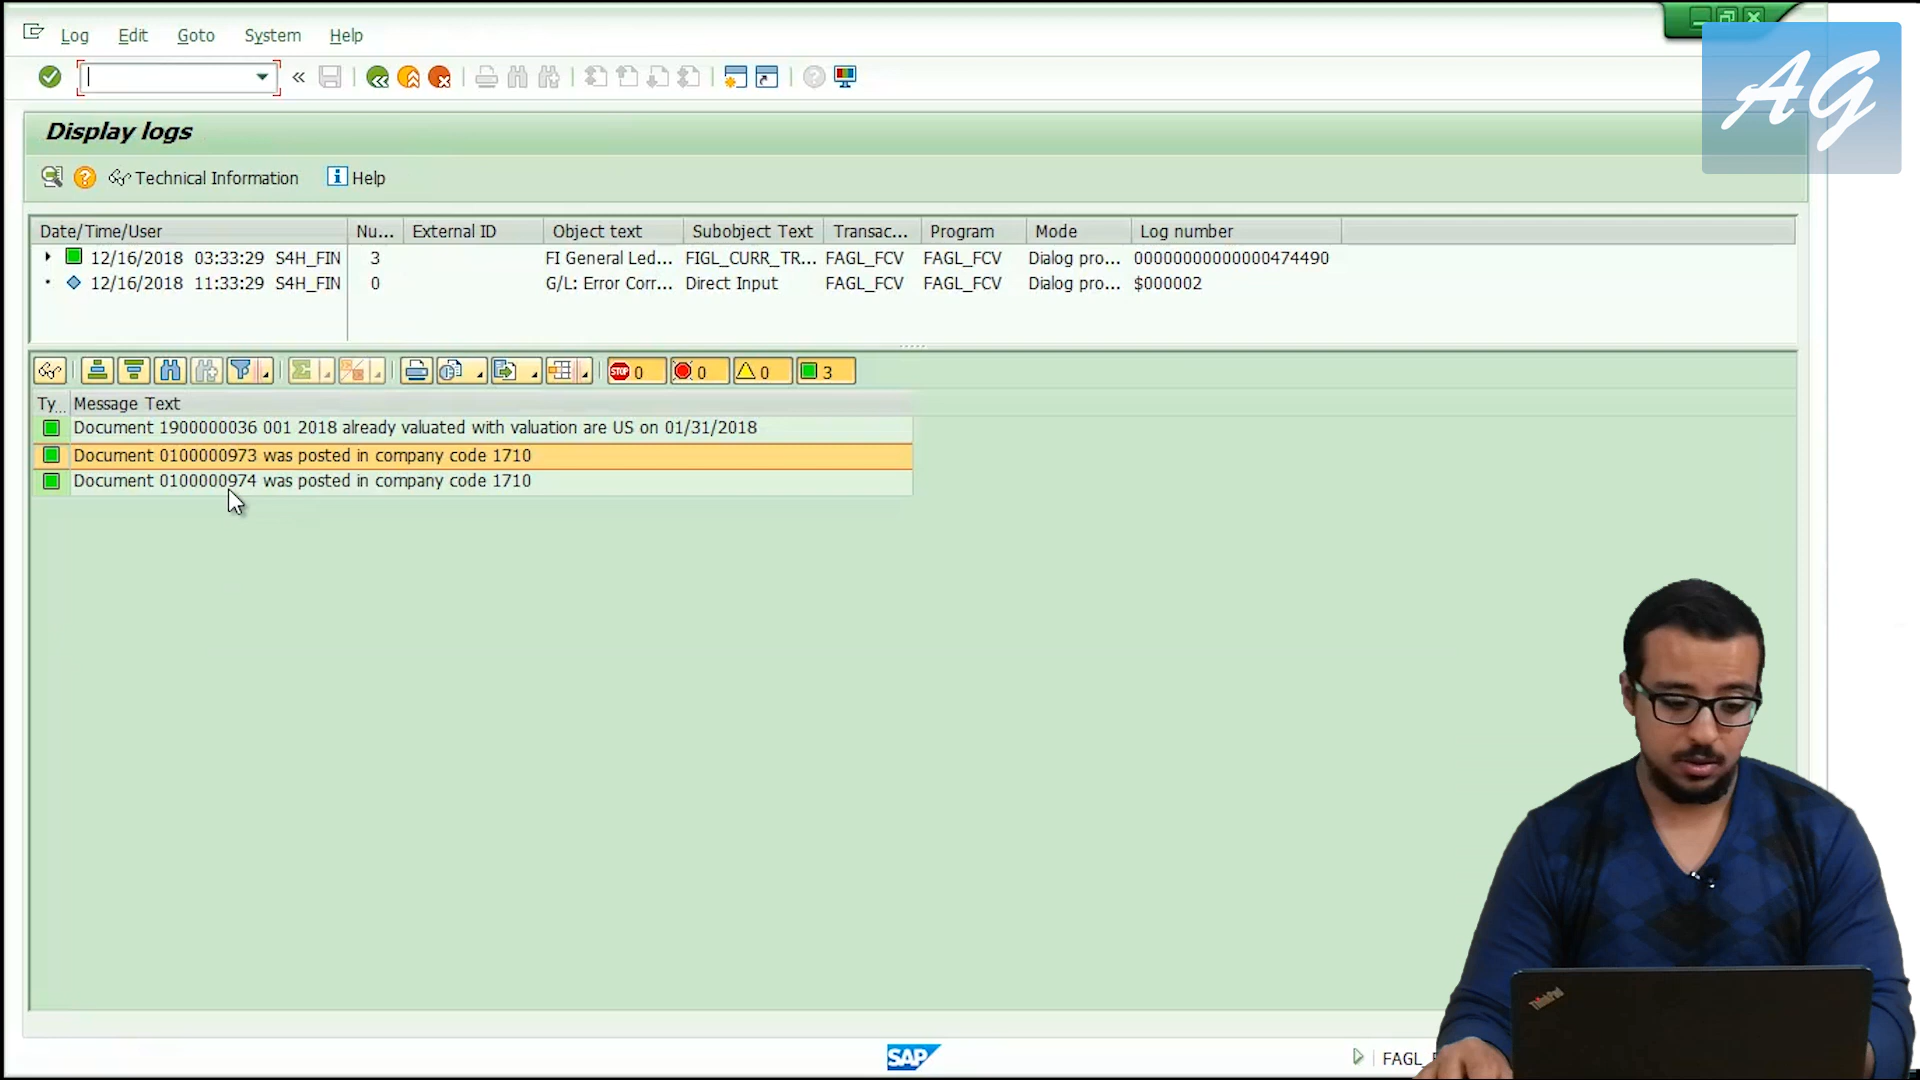 Log Edit Goto System Help
AG
Display logs
Technical Information Help
Date/Time/User Nu... External ID Object text Subobject Text Transac... Program Mode Log number
12/16/2018 03:33:29 S4H_FIN 3 FI General Led... FIGL_CURR_TR... FAGL_FCV FAGL_FCV Dialog pro... 00000000000000474490
12/16/2018 11:33:29 S4H_FIN 0 G/L: Error Corr... Direct Input FAGL_FCV FAGL_FCV Dialog pro... $000002
STOP 0 0 0 3
Ty... Message Text
Document 1900000036 001 2018 already valuated with valuation are US on 01/31/2018
Document 0100000973 was posted in company code 1710
Document 0100000974 was posted in company code 1710
ThinkPad
SAP FAGL_